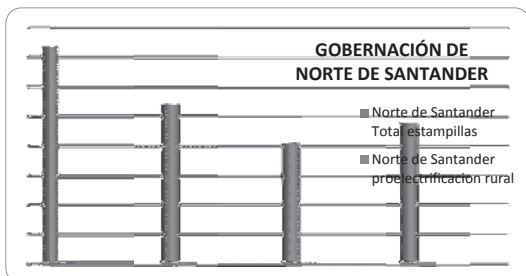 GOBERNACIÓN DE
NORTE DE SANTANDER
Norte de Santander
Total estampillas
Norte de Santander
proelectrificacion rural